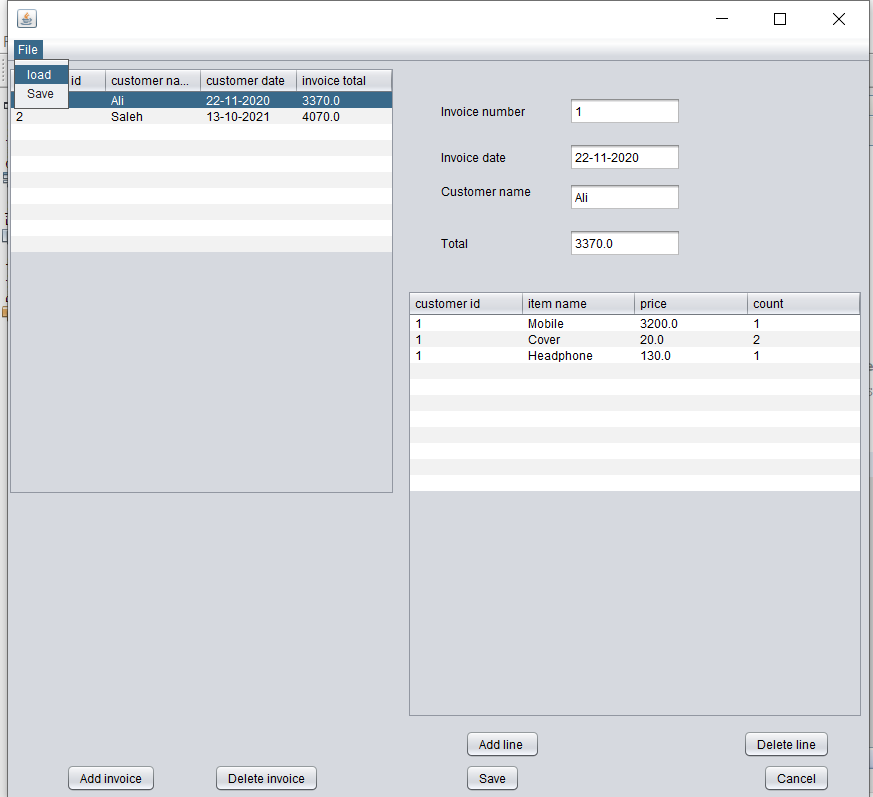 File
load
Save
id customer na... customer date invoice total
Ali 22-11-2020 3370.0
2 Saleh 13-10-2021 4070.0
Invoice number 1
Invoice date 22-11-2020
Customer name Ali
Total 3370.0
customer id item name price count
1 Mobile 3200.0 1
1 Cover 20.0 2
1 Headphone 130.0 1
Add line Delete line
Add invoice Delete invoice Save Cancel